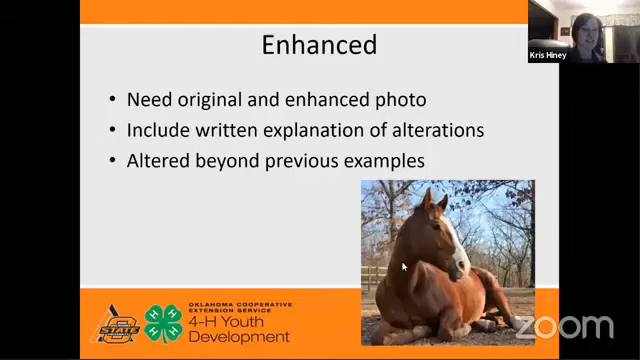 Enhanced
Kris Hiney
• Need original and enhanced photo
• Include written explanation of alterations
• Altered beyond previous examples
STATE
H H H H
OKLAHOMA COOPERATIVE
EXTENSION SERVICE
4-H Youth
Development
zoom